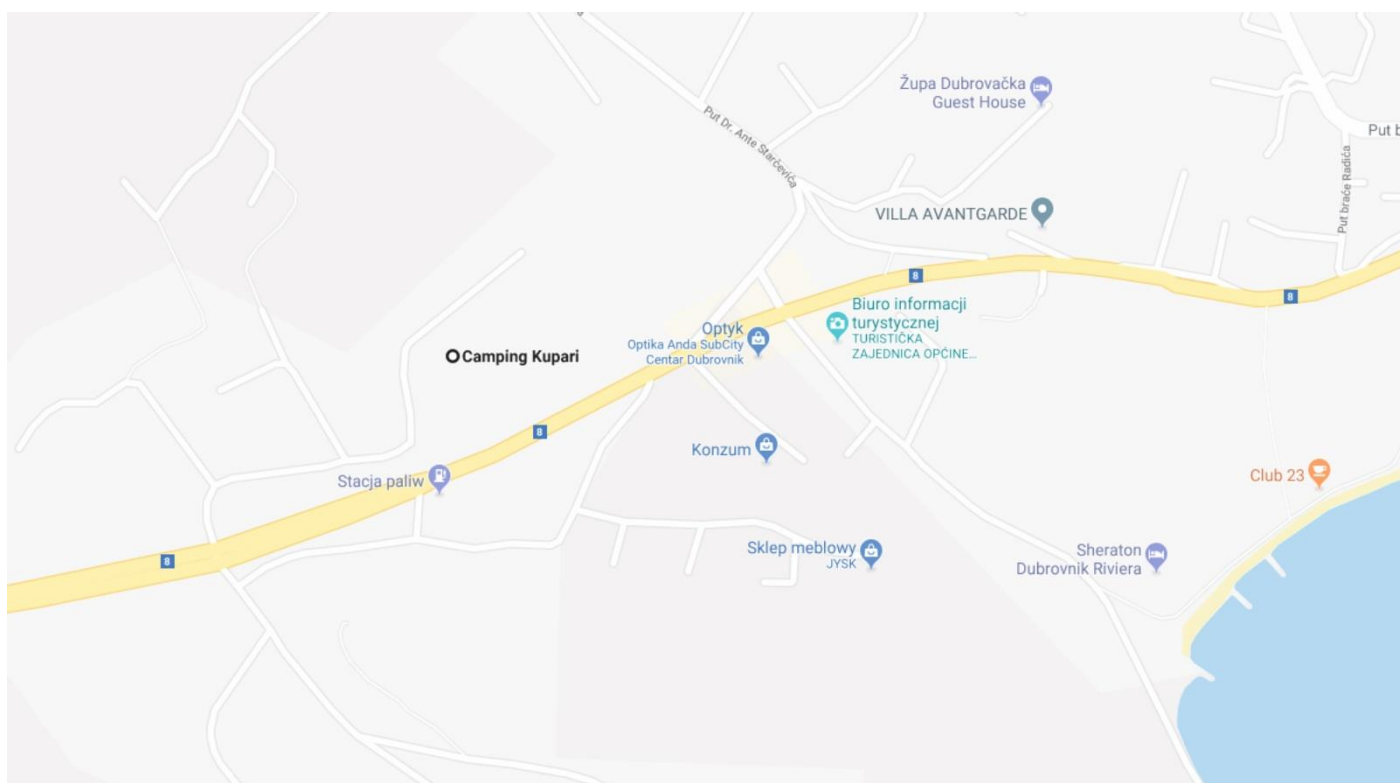 Župa Dubrovačka
Guest House
Put b
Put Dr. Ante Starčevića
Put braće Radića
VILLA AVANTGARDE
8
8
Biuro informacji
turystycznej
TURISTIČKA
ZAJEDNICA OPĆINE...
Optyk
Optika Anda SubCity
Centar Dubrovnik
Camping Kupari
8
Konzum
Stacja paliw
Club 23
Sklep meblowy
JYSK
Sheraton
Dubrovnik Riviera
8